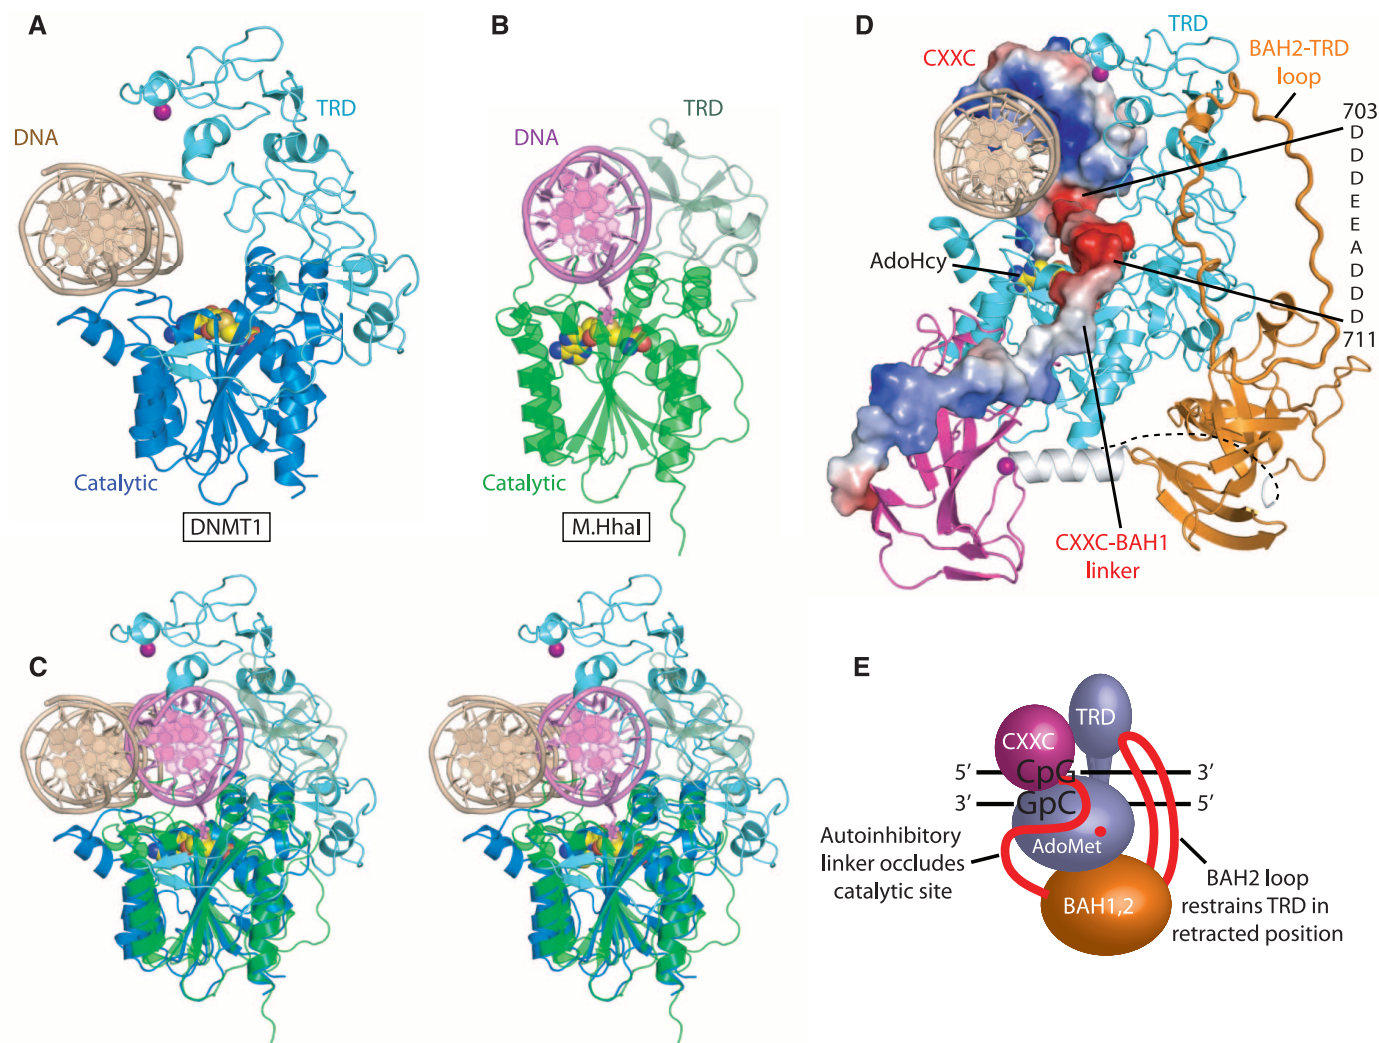 A
TRD
DNA
Catalytic
DNMT1
B
TRD
DNA
Catalytic
M.HhaI
C
D
TRD
CXXC
BAH2-TRD
loop
703
D
D
D
E
E
A
D
D
D
711
AdoHcy
CXXC-BAH1
linker
E
TRD
CXXC
5′ CpG 3′
3′ GpC 5′
AdoMet
Autoinhibitory
linker occludes
catalytic site
BAH1,2
BAH2 loop
restrains TRD in
retracted position